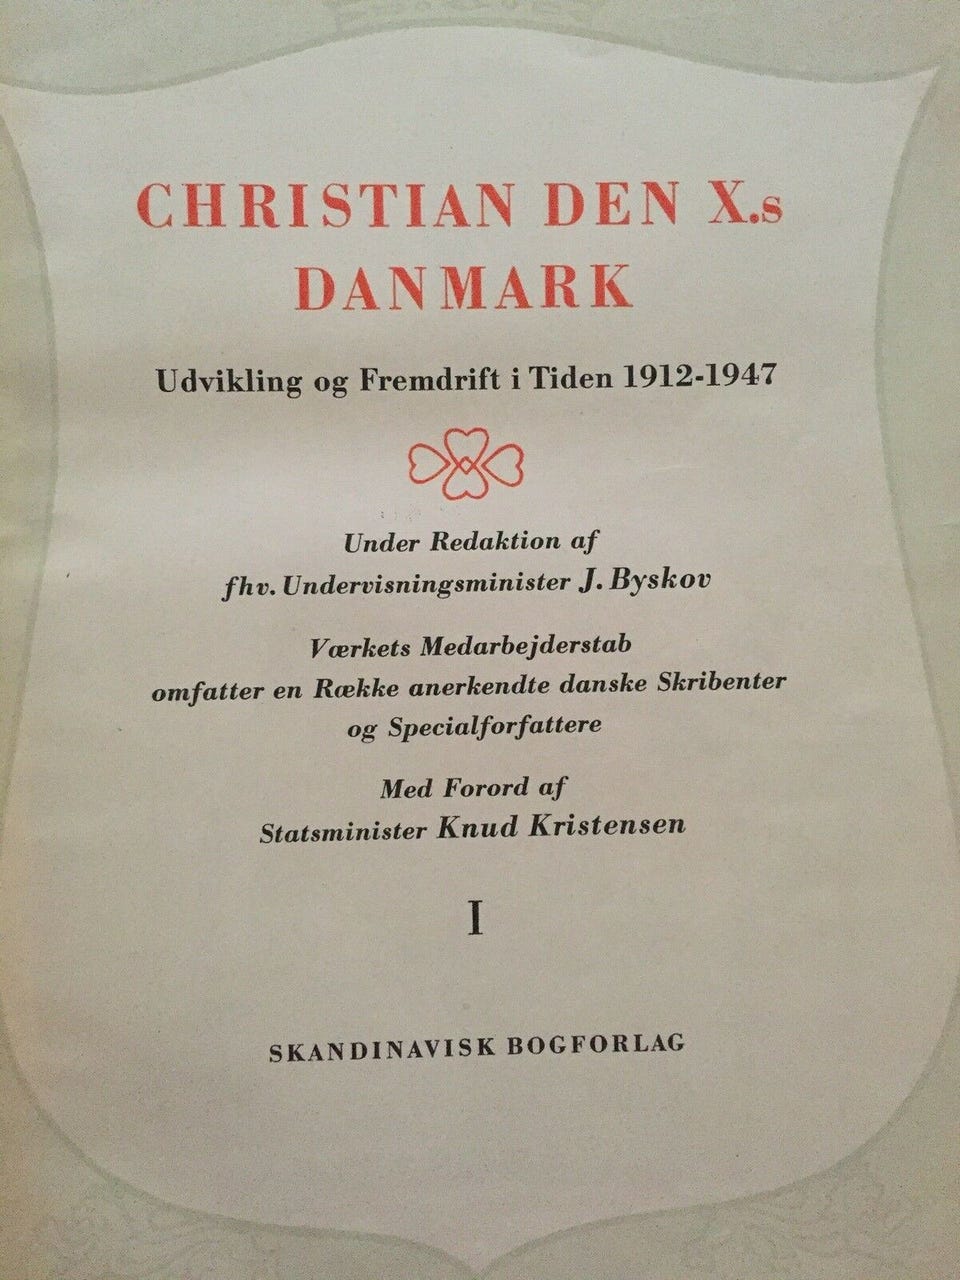 CHRISTIAN DEN X.s
DANMARK
Udvikling og Fremdrift i Tiden 1912-1947
Under Redaktion af
fhv. Undervisningsminister J. Byskov
Værkets Medarbejderstab
omfatter en Række anerkendte danske Skribenter
og Specialforfattere
Med Forord af
Statsminister Knud Kristensen
I
SKANDINAVISK BOGFORLAG